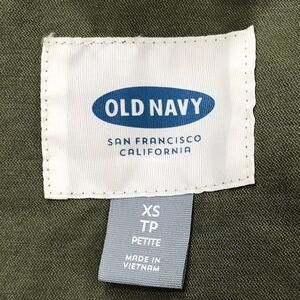 OLD NAVY
SAN FRANCISCO
CALIFORNIA
XS
TP
PETITE
MADE IN
VIETNAM